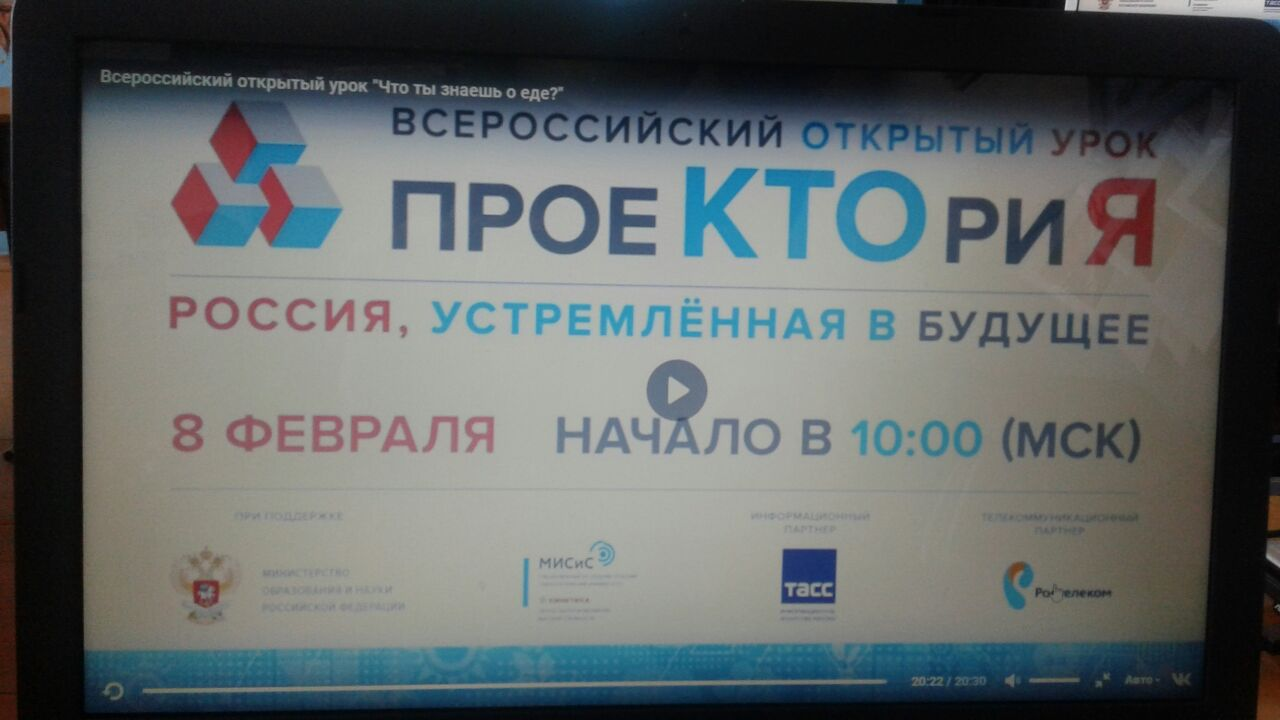 Всероссийский открытый урок "Что ты знаешь о еде?"
ВСЕРОССИЙСКИЙ ОТКРЫТЫЙ УРОК
ПРОЕКТОРИЯ
РОССИЯ, УСТРЕМЛЁННАЯ В БУДУЩЕЕ
8 ФЕВРАЛЯ НАЧАЛО В 10:00 (МСК)
ПРИ ПОДДЕРЖКЕ
МИНИСТЕРСТВО
ОБРАЗОВАНИЯ И НАУКИ
РОССИЙСКОЙ ФЕДЕРАЦИИ
МИСиС
ИНФОРМАЦИОННЫЙ
ПАРТНЕР
ТАСС
ТЕЛЕКОММУНИКАЦИОННЫЙ
ПАРТНЕР
Ростелеком
20:22 / 20:30
Авто